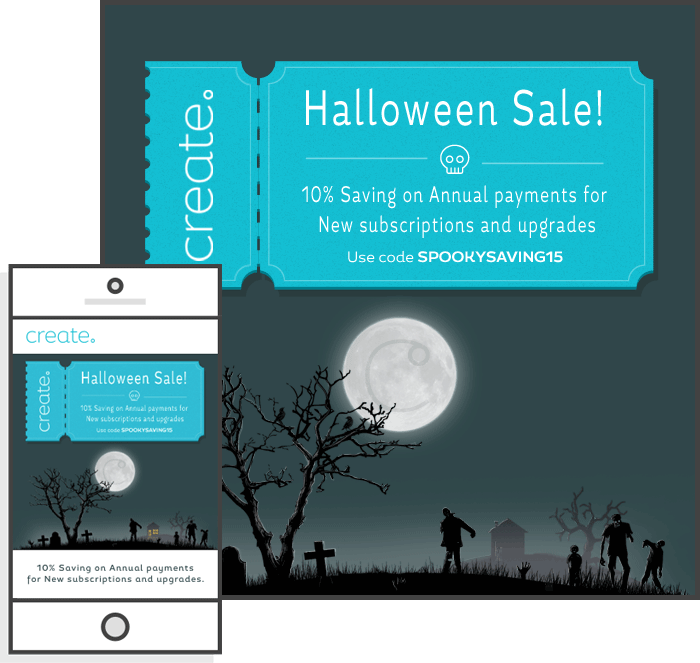 create.
Halloween Sale!
10% Saving on Annual payments for
New subscriptions and upgrades
Use code SPOOKYSAVING15
create.
create.
Halloween Sale!
10% Saving on Annual payments for
New subscriptions and upgrades
Use code SPOOKYSAVING15
10% Saving on Annual payments
for New subscriptions and upgrades.